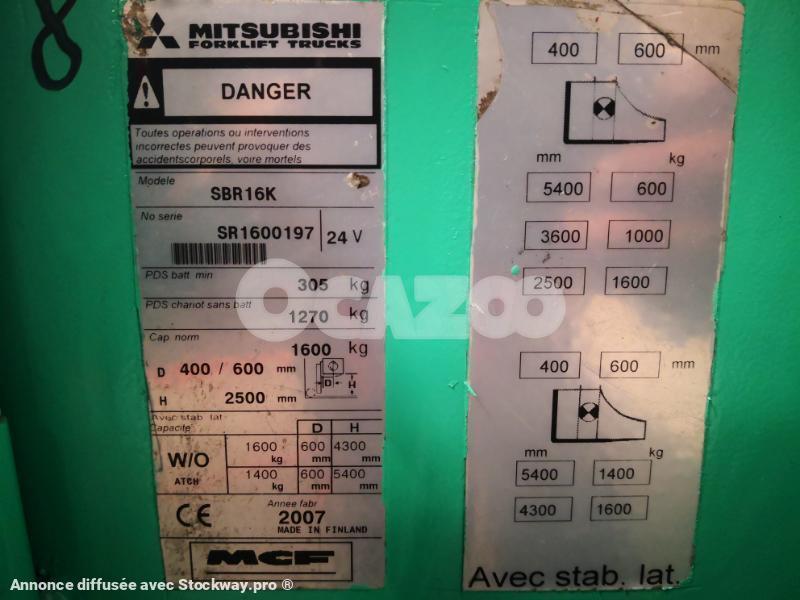 8
MITSUBISHI
FORKLIFT TRUCKS
DANGER
Toutes operations ou interventions
incorrectes peuvent provoquer des
accidentscorporels, voire mortels
Modele
SBR16K
No serie
SR1600197 24 V
PDS batt. min
305 kg
PDS chariot sans batt
1270 kg
Cap. norm
1600 kg
D 400 / 600 mm
D
H
H 2500 mm
Avec stab. lat.
Capacite D H
W/O
ATCH
1600 600 4300
kg mm mm
1400 600 5400
kg mm mm
CE
Annee fabr
2007
MADE IN FINLAND
MCF
400 600 mm
mm kg
5400 600
3600 1000
2500 1600
400 600 mm
mm kg
5400 1400
4300 1600
Avec stab. lat.
OCAZOO
Annonce diffusée avec Stockway.pro ®